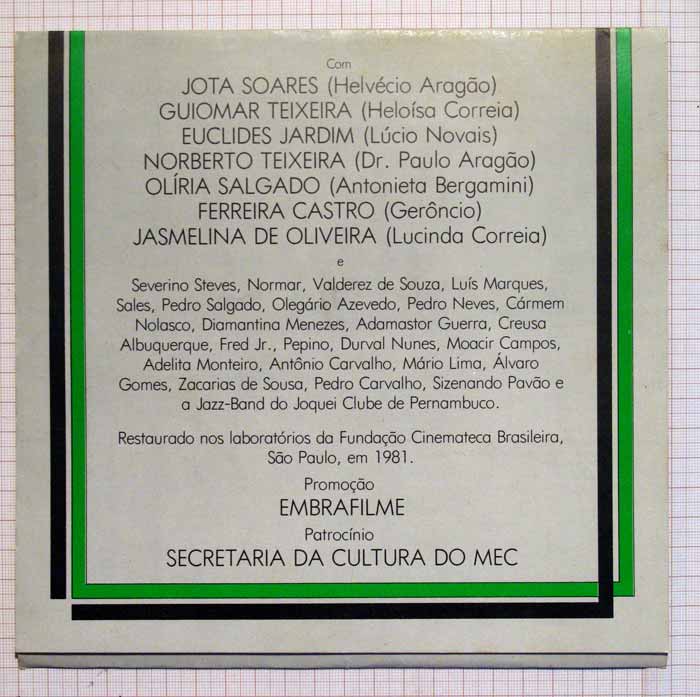 Com
JOTA SOARES (Helvécio Aragão)
GUIOMAR TEIXEIRA (Heloísa Correia)
EUCLIDES JARDIM (Lúcio Novais)
NORBERTO TEIXEIRA (Dr. Paulo Aragão)
OLÍRIA SALGADO (Antonieta Bergamini)
FERREIRA CASTRO (Gerôncio)
JASMELINA DE OLIVEIRA (Lucinda Correia)
e
Severino Steves, Normar, Valderez de Souza, Luís Marques,
Sales, Pedro Salgado, Olegário Azevedo, Pedro Neves, Cármem
Nolasco, Diamantina Menezes, Adamastor Guerra, Creusa
Albuquerque, Fred Jr., Pepino, Durval Nunes, Moacir Campos,
Adelita Monteiro, Antônio Carvalho, Mário Lima, Álvaro
Gomes, Zacarias de Sousa, Pedro Carvalho, Sizenando Pavão e
a Jazz-Band do Joquei Clube de Pernambuco.
Restaurado nos laboratórios da Fundação Cinemateca Brasileira,
São Paulo, em 1981.
Promoção
EMBRAFILME
Patrocínio
SECRETARIA DA CULTURA DO MEC